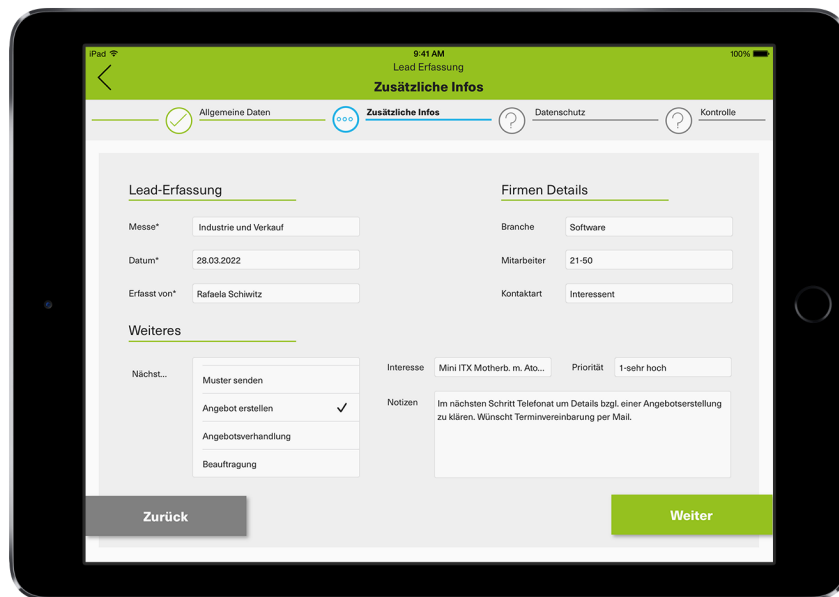 iPad 9:41 AM 100%
Lead Erfassung
Zusätzliche Infos
Allgemeine Daten Zusätzliche Infos Datenschutz Kontrolle
Lead-Erfassung Firmen Details
Messe* Industrie und Verkauf Branche Software
Datum* 28.03.2022 Mitarbeiter 21-50
Erfasst von* Rafaela Schiwitz Kontaktart Interessent
Weiteres
Nächst... Interesse Mini ITX Motherb. m. Ato... Priorität 1-sehr hoch
Muster senden
Angebot erstellen
Angebotsverhandlung
Beauftragung
Notizen Im nächsten Schritt Telefonat um Details bzgl. einer Angebotserstellung
zu klären. Wünscht Terminvereinbarung per Mail.
Zurück Weiter